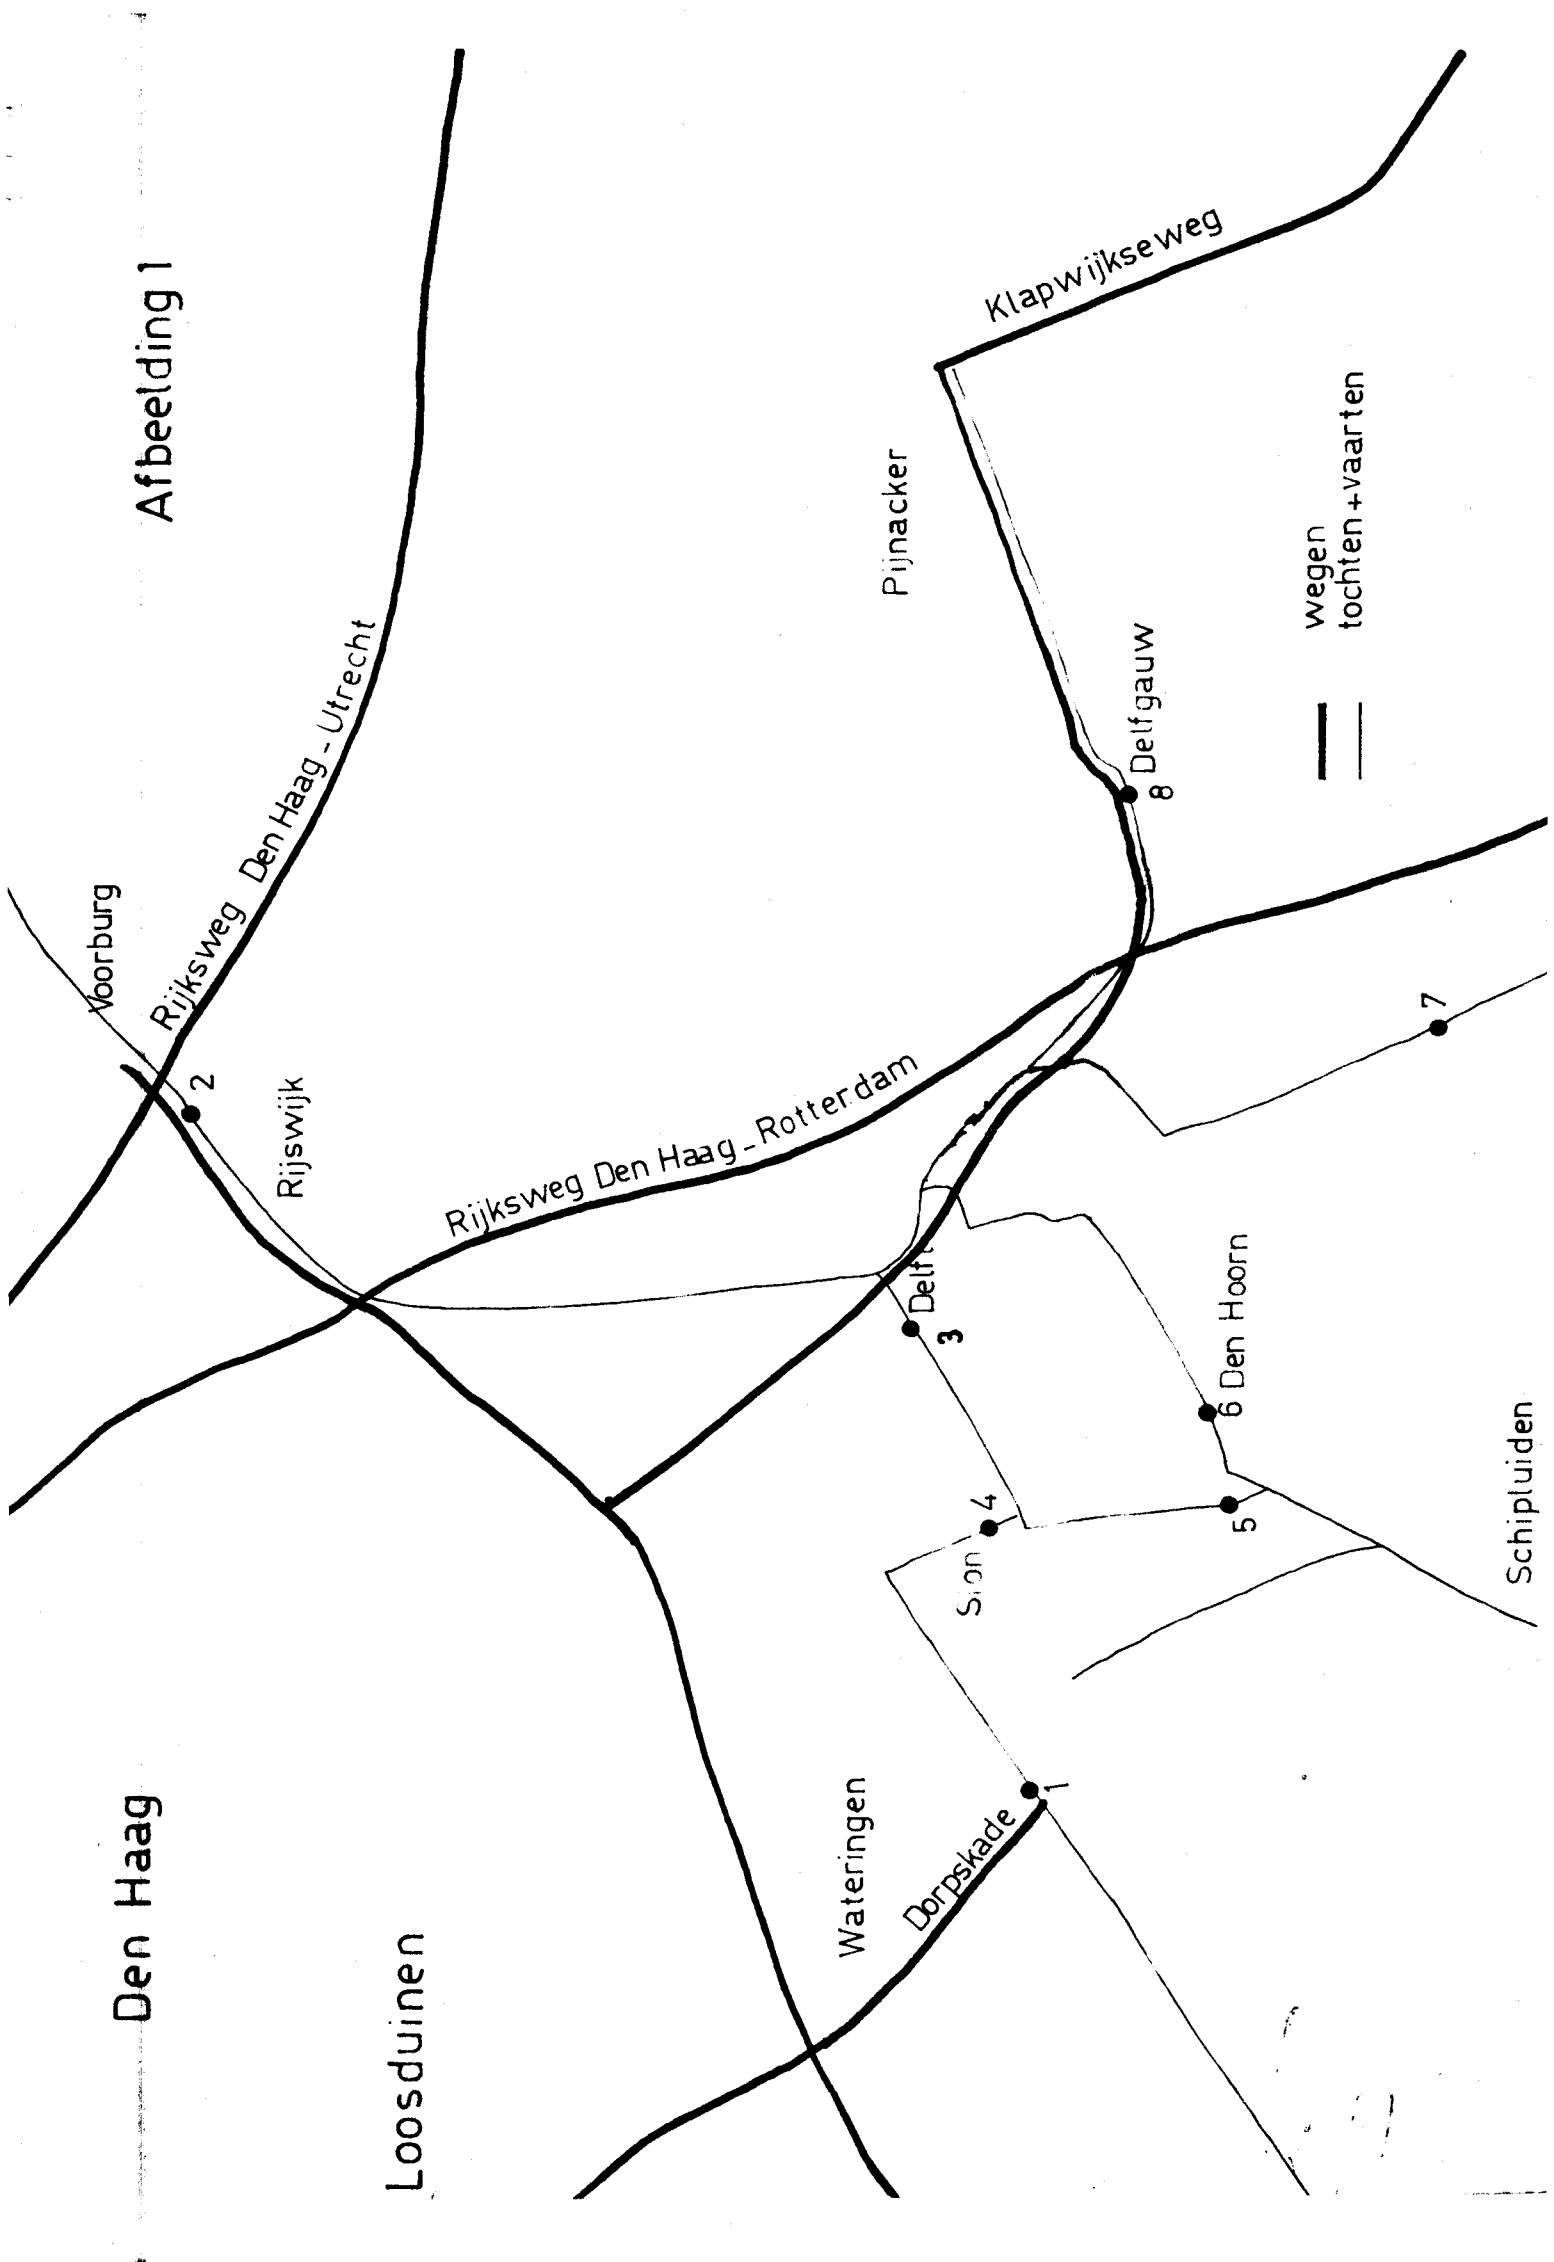 Afbeelding 1
Den Haag
Voorburg
Rijksweg Den Haag - Utrecht
2
Rijswijk
Loosduinen
Rijksweg Den Haag - Rotterdam
Pijnacker
Klapwijkseweg
Wateringen
Dorpskade
Delft
3
Sion
4
1
Delfgauw
8
5
6 Den Hoorn
7
wegen
tochten + vaarten
Schipluiden